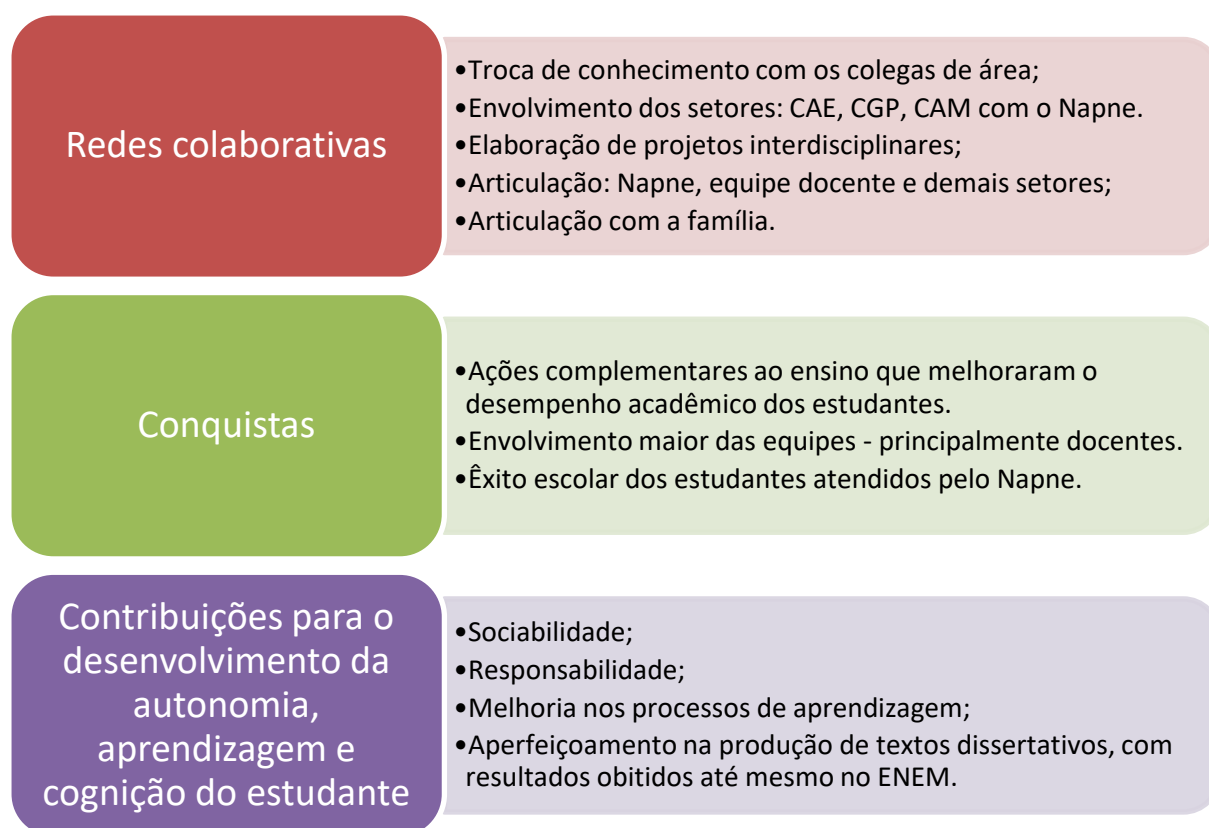 Redes colaborativas
•Troca de conhecimento com os colegas de área;
•Envolvimento dos setores: CAE, CGP, CAM com o Napne.
•Elaboração de projetos interdisciplinares;
•Articulação: Napne, equipe docente e demais setores;
•Articulação com a família.
Conquistas
•Ações complementares ao ensino que melhoraram o
desempenho acadêmico dos estudantes.
•Envolvimento maior das equipes - principalmente docentes.
•Êxito escolar dos estudantes atendidos pelo Napne.
Contribuições para o
desenvolvimento da
autonomia,
aprendizagem e
cognição do estudante
•Sociabilidade;
•Responsabilidade;
•Melhoria nos processos de aprendizagem;
•Aperfeiçoamento na produção de textos dissertativos, com
resultados obitidos até mesmo no ENEM.